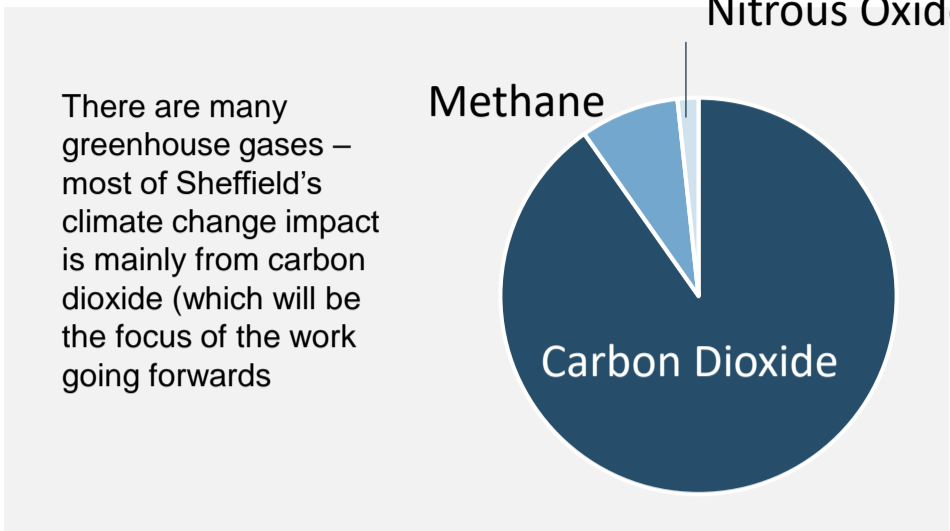 Nitrous Oxid
There are many
greenhouse gases –
most of Sheffield’s
climate change impact
is mainly from carbon
dioxide (which will be
the focus of the work
going forwards
Methane
Carbon Dioxide